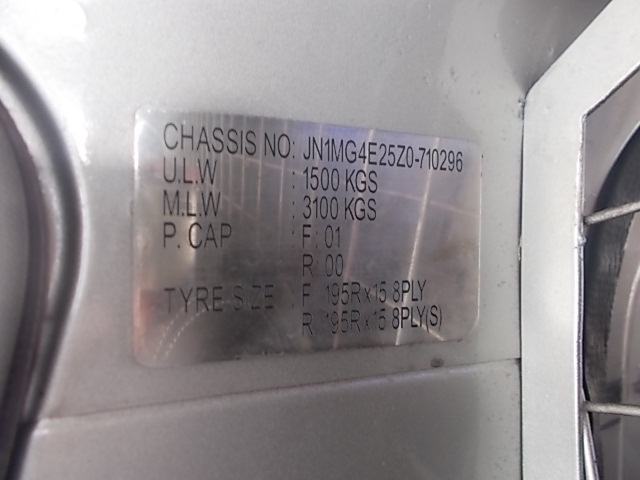 CHASSIS NO: JN1MG4E25Z0-710296
U.L.W : 1500 KGS
M.L.W : 3100 KGS
P. CAP : F: 01
R: 00
TYRE SIZE : F: 195R x 15 8PLY
R: 195R x 15 8PLY(S)